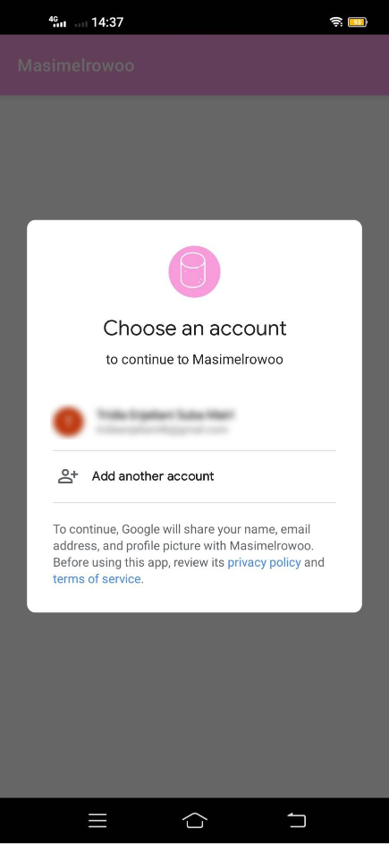 4G 14:37 93
Masimelrowoo
Choose an account
to continue to Masimelrowoo
Add another account
To continue, Google will share your name, email
address, and profile picture with Masimelrowoo.
Before using this app, review its privacy policy and
terms of service.